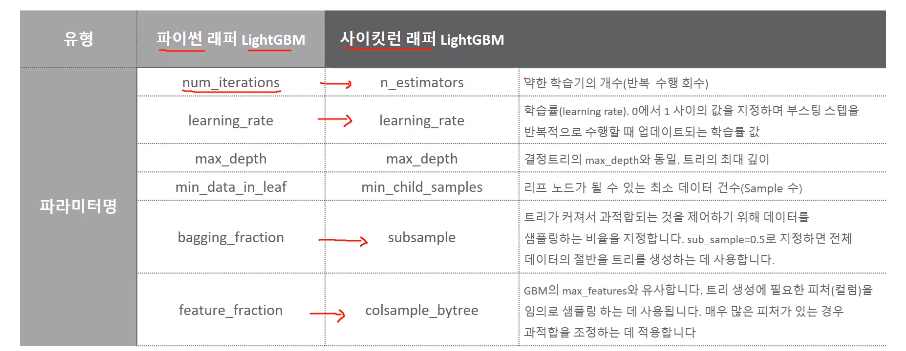 유형 파이썬 래퍼 LightGBM 사이킷런 래퍼 LightGBM
파라미터명
num_iterations n_estimators 약한 학습기의 개수(반복 수행 회수)
learning_rate learning_rate 학습률(learning rate). 0에서 1 사이의 값을 지정하며 부스팅 스텝을
반복적으로 수행할 때 업데이트되는 학습률 값
max_depth max_depth 결정트리의 max_depth와 동일. 트리의 최대 깊이
min_data_in_leaf min_child_samples 리프 노드가 될 수 있는 최소 데이터 건수(Sample 수)
bagging_fraction subsample 트리가 커져서 과적합되는 것을 제어하기 위해 데이터를
샘플링하는 비율을 지정합니다. sub_sample=0.5로 지정하면 전체
데이터의 절반을 트리를 생성하는 데 사용합니다.
feature_fraction colsample_bytree GBM의 max_features와 유사합니다. 트리 생성에 필요한 피처(컬럼)을
임의로 샘플링 하는 데 사용됩니다. 매우 많은 피처가 있는 경우
과적합을 조정하는 데 적용합니다